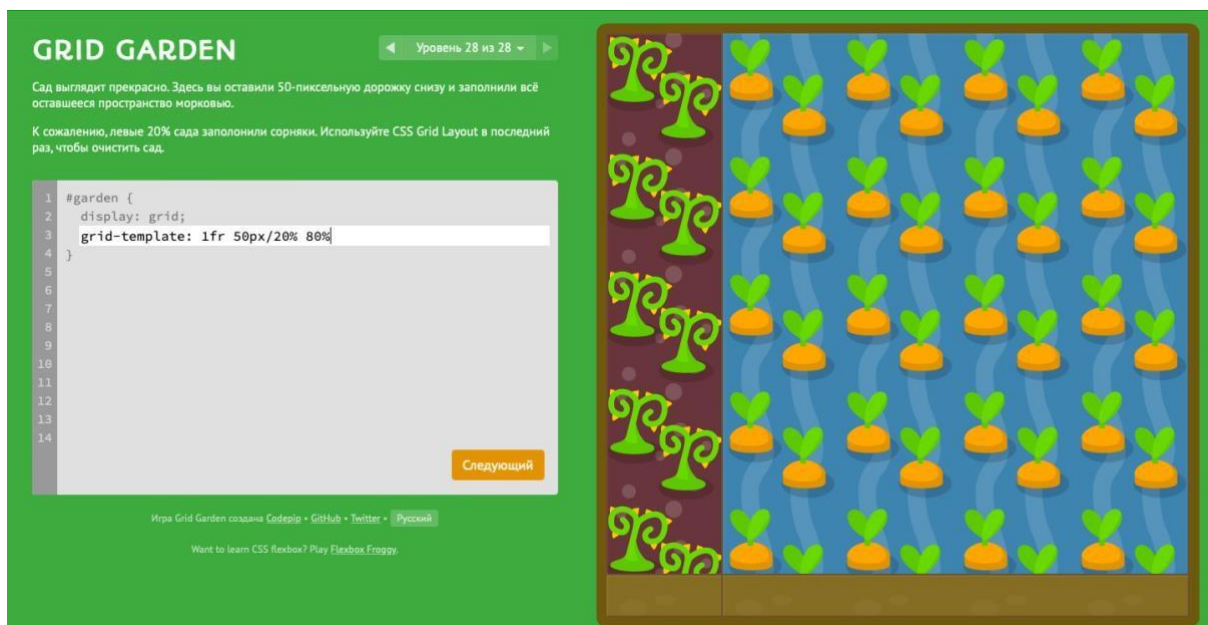 GRID GARDEN
Уровень 28 из 28
Сад выглядит прекрасно. Здесь вы оставили 50-пиксельную дорожку снизу и заполнили всё
оставшееся пространство морковью.
К сожалению, левые 20% сада заполонили сорняки. Используйте CSS Grid Layout в последний
раз, чтобы очистить сад.
1 #garden {
2 display: grid;
3 grid-template: 1fr 50px/20% 80%
4 }
5
6
7
8
9
10
11
12
13
14
Следующий
Игра Grid Garden создана Codepip • GitHub • Twitter • Русский
Want to learn CSS flexbox? Play Flexbox Froggy.